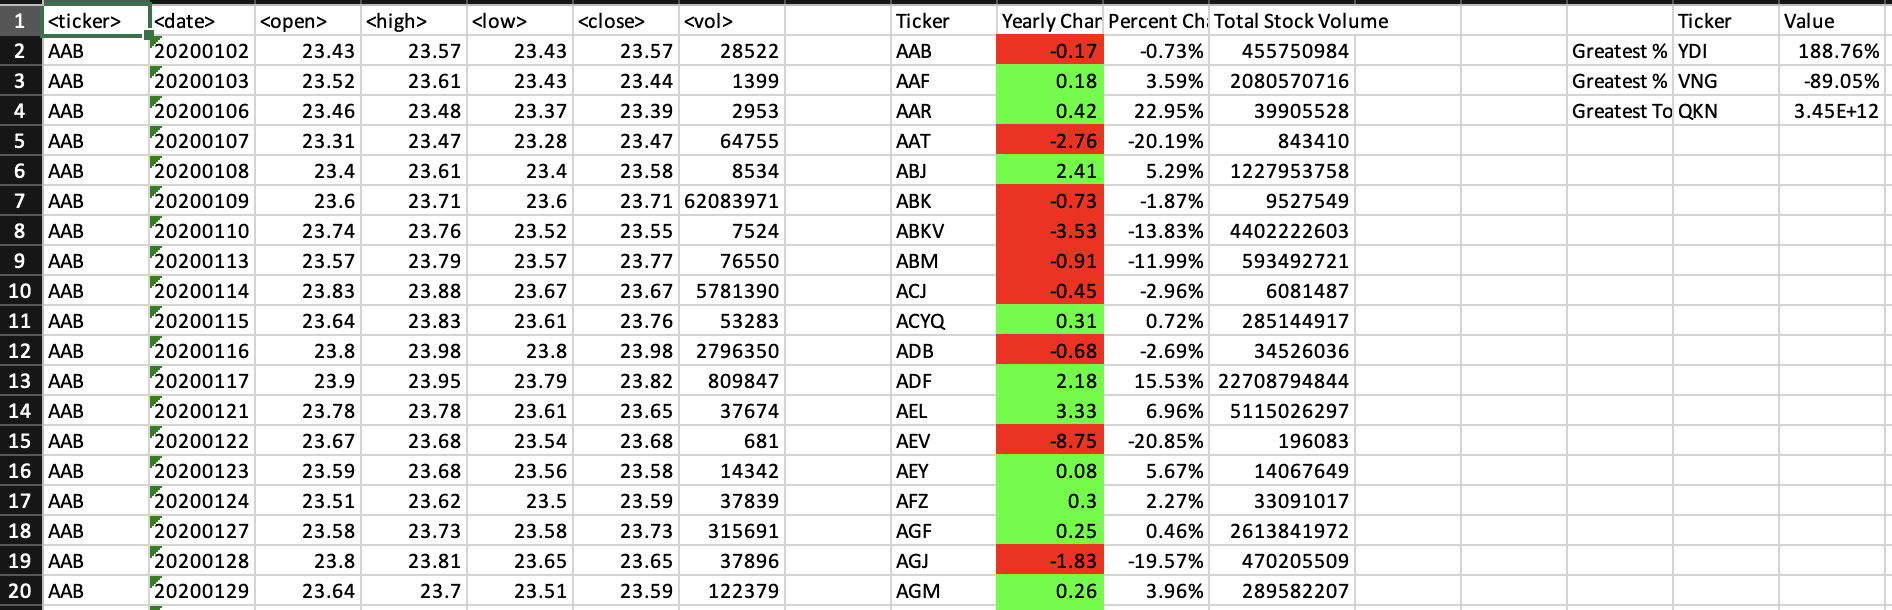 1 <ticker> <date> <open> <high> <low> <close> <vol> Ticker Yearly Char Percent Ch Total Stock Volume Ticker Value
2 AAB 20200102 23.43 23.57 23.43 23.57 28522 AAB -0.17 -0.73% 455750984 Greatest % YDI 188.76%
3 AAB 20200103 23.52 23.61 23.43 23.44 1399 AAF 0.18 3.59% 2080570716 Greatest % VNG -89.05%
4 AAB 20200106 23.46 23.48 23.37 23.39 2953 AAR 0.42 22.95% 39905528 Greatest To QKN 3.45E+12
5 AAB 20200107 23.31 23.47 23.28 23.47 64755 AAT -2.76 -20.19% 843410
6 AAB 20200108 23.4 23.61 23.4 23.58 8534 ABJ 2.41 5.29% 1227953758
7 AAB 20200109 23.6 23.71 23.6 23.71 62083971 ABK -0.73 -1.87% 9527549
8 AAB 20200110 23.74 23.76 23.52 23.55 7524 ABKV -3.53 -13.83% 4402222603
9 AAB 20200113 23.57 23.79 23.57 23.77 76550 ABM -0.91 -11.99% 593492721
10 AAB 20200114 23.83 23.88 23.67 23.67 5781390 ACJ -0.45 -2.96% 6081487
11 AAB 20200115 23.64 23.83 23.61 23.76 53283 ACYQ 0.31 0.72% 285144917
12 AAB 20200116 23.8 23.98 23.8 23.98 2796350 ADB -0.68 -2.69% 34526036
13 AAB 20200117 23.9 23.95 23.79 23.82 809847 ADF 2.18 15.53% 22708794844
14 AAB 20200121 23.78 23.78 23.61 23.65 37674 AEL 3.33 6.96% 5115026297
15 AAB 20200122 23.67 23.68 23.54 23.68 681 AEV -8.75 -20.85% 196083
16 AAB 20200123 23.59 23.68 23.56 23.58 14342 AEY 0.08 5.67% 14067649
17 AAB 20200124 23.51 23.62 23.5 23.59 37839 AFZ 0.3 2.27% 33091017
18 AAB 20200127 23.58 23.73 23.58 23.73 315691 AGF 0.25 0.46% 2613841972
19 AAB 20200128 23.8 23.81 23.65 23.65 37896 AGJ -1.83 -19.57% 470205509
20 AAB 20200129 23.64 23.7 23.51 23.59 122379 AGM 0.26 3.96% 289582207